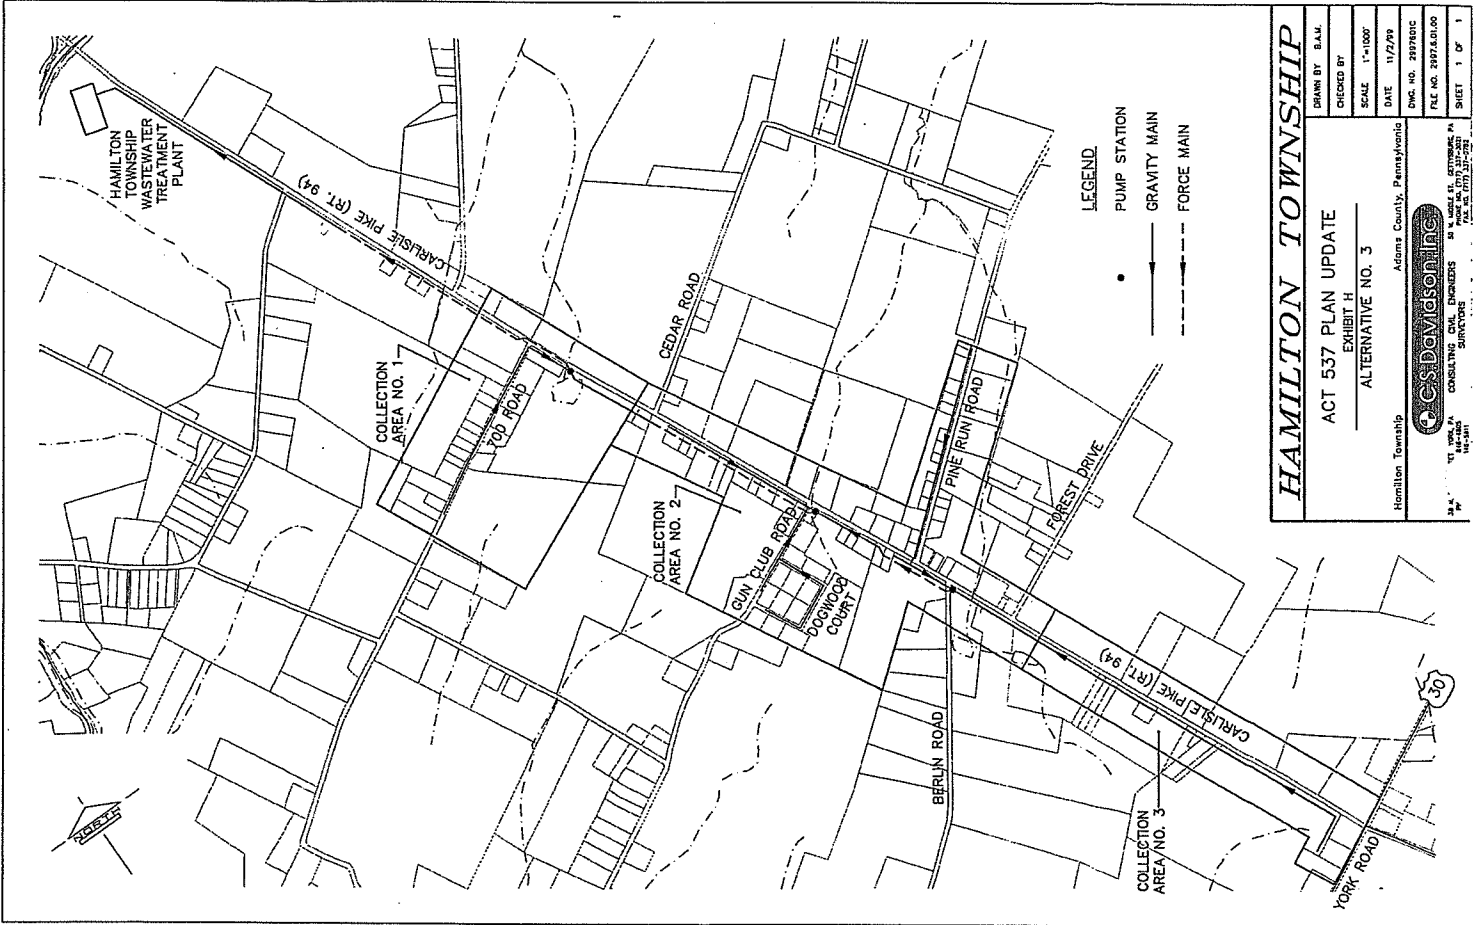 HAMILTON
TOWNSHIP
WASTEWATER
TREATMENT
PLANT
CARLISLE PIKE (RT. 94)
COLLECTION
AREA NO. 1
TOD ROAD
CEDAR ROAD
COLLECTION
AREA NO. 2
GUN CLUB ROAD
DOGWOOD
COURT
PINE RUN ROAD
FOREST DRIVE
BERLIN ROAD
CARLISLE PIKE (RT. 94)
COLLECTION
AREA NO. 3
YORK ROAD
30
NORTH
LEGEND
PUMP STATION
GRAVITY MAIN
FORCE MAIN
HAMILTON TOWNSHIP
ACT 537 PLAN UPDATE
EXHIBIT H
ALTERNATIVE NO. 3
Hamilton Township
Adams County, Pennsylvania
C.S. Davidson, Inc.
CONSULTING CIVIL ENGINEERS
SURVEYORS
DRAWN BY B.A.M.
CHECKED BY
SCALE 1"=1000'
DATE 11/2/99
DWG. NO. 2997601C
FILE NO. 2997.6.01.00
SHEET 1 OF 1